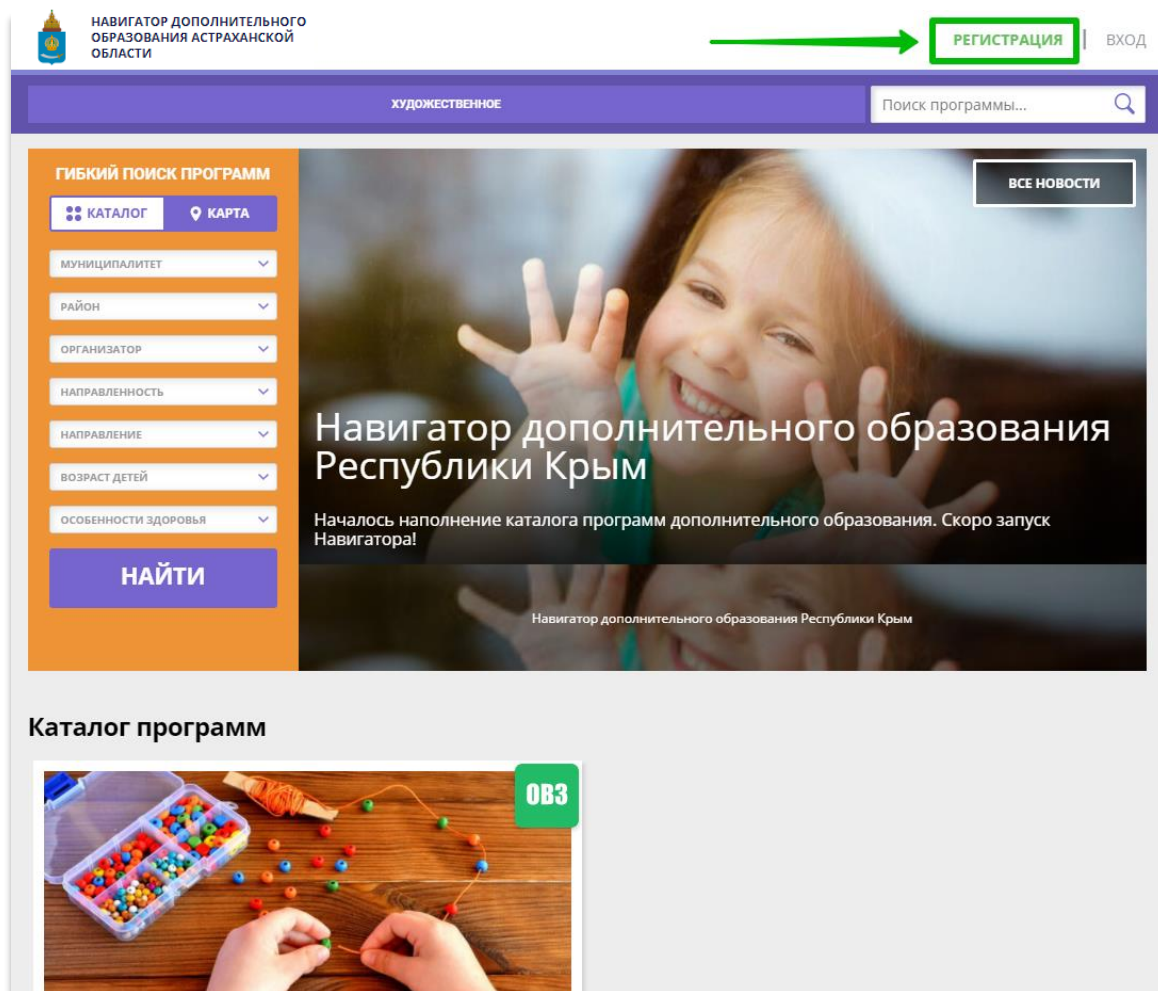 НАВИГАТОР ДОПОЛНИТЕЛЬНОГО
ОБРАЗОВАНИЯ АСТРАХАНСКОЙ
ОБЛАСТИ
РЕГИСТРАЦИЯ
ВХОД
ХУДОЖЕСТВЕННОЕ
Поиск программы...
ГИБКИЙ ПОИСК ПРОГРАММ
КАТАЛОГ
КАРТА
МУНИЦИПАЛИТЕТ
РАЙОН
ОРГАНИЗАТОР
НАПРАВЛЕННОСТЬ
НАПРАВЛЕНИЕ
ВОЗРАСТ ДЕТЕЙ
ОСОБЕННОСТИ ЗДОРОВЬЯ
НАЙТИ
ВСЕ НОВОСТИ
Навигатор дополнительного образования
Республики Крым
Началось наполнение каталога программ дополнительного образования. Скоро запуск
Навигатора!
Навигатор дополнительного образования Республики Крым
Каталог программ
ОВЗ